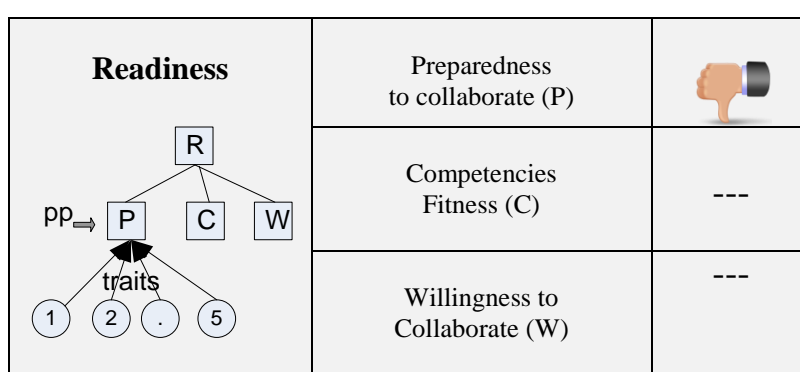 Readiness
R
pp
P
C
W
traits
1
2
.
5
Preparedness
to collaborate (P)
Competencies
Fitness (C)
---
Willingness to
Collaborate (W)
---